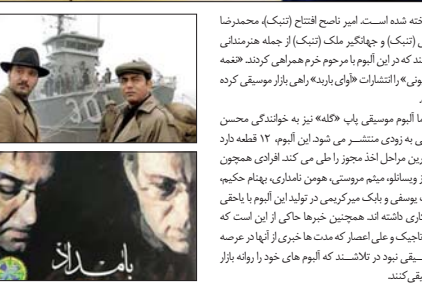 خته شده است. امیر ناصح افتتاح (تنبک)، محمدرضا
ی (تنبک) و جهانگیر ملک (تنبک) از جمله هنرمندانی
ند که در این آلبوم با مرحوم خرم همراهی کردند. «نغمه
ونی» را انتشارات «آوای باربد» راهی بازار موسیقی کرده
ما آلبوم موسیقی پاپ «گله» نیز به خوانندگی محسن
ی به زودی منتشر می شود. این آلبوم، ۱۲ قطعه دارد
رین مراحل اخذ مجوز را طی می کند. افرادی همچون
ز ویسانلو، میثم مروستی، هومن نامداری، بهنام حکیم،
ک یوسفی و بابک میرکریمی در تولید این آلبوم با یاحقی
کاری داشته اند. همچنین خبرها حاکی از این است که
تاجیک و علی اعصار که مدت ها خبری از آنها در عرصه
سیقی نبود در تلاشند که آلبوم های خود را روانه بازار
یقی کنند.
301
بامداد